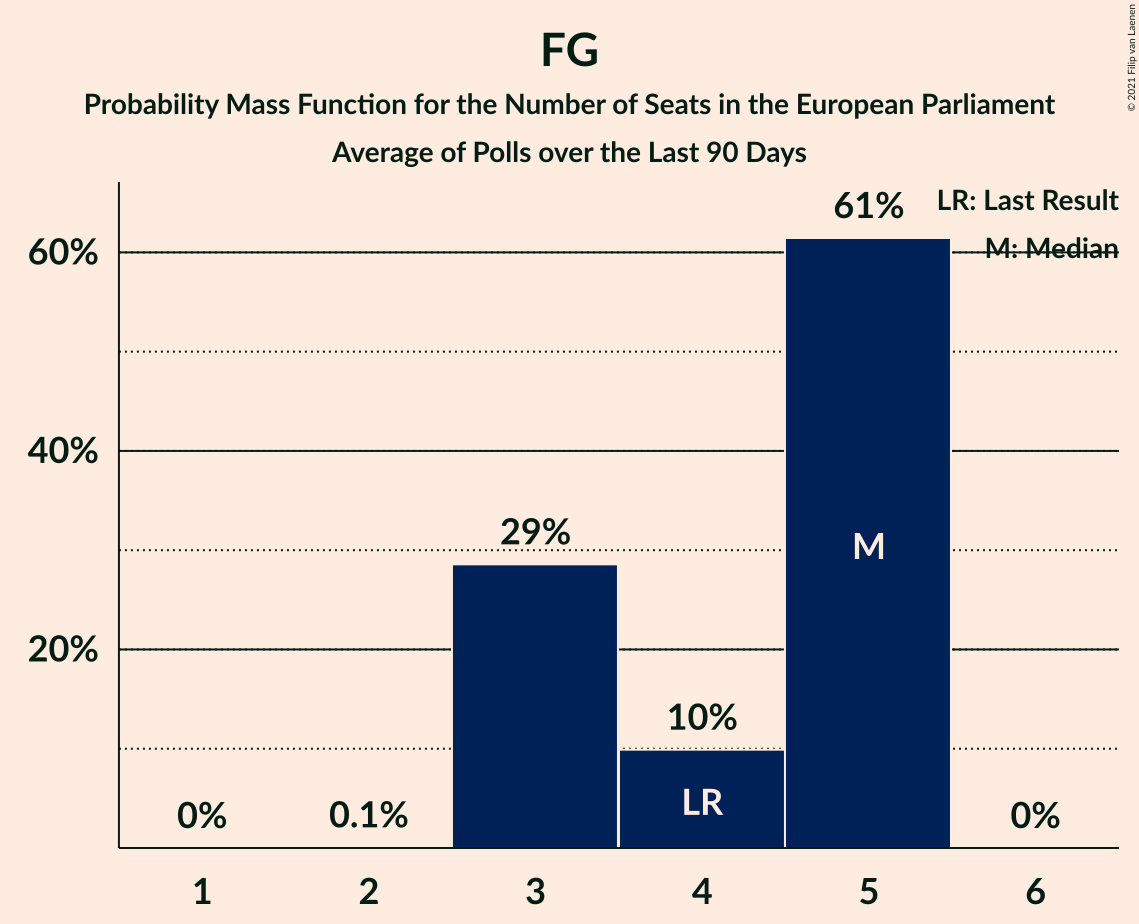 FG
Probability Mass Function for the Number of Seats in the European Parliament
Average of Polls over the Last 90 Days
© 2021 Filip van Laenen
LR: Last Result
M: Median
60%
40%
20%
0%
0.1%
29%
10%
61%
0%
LR
M
1
2
3
4
5
6